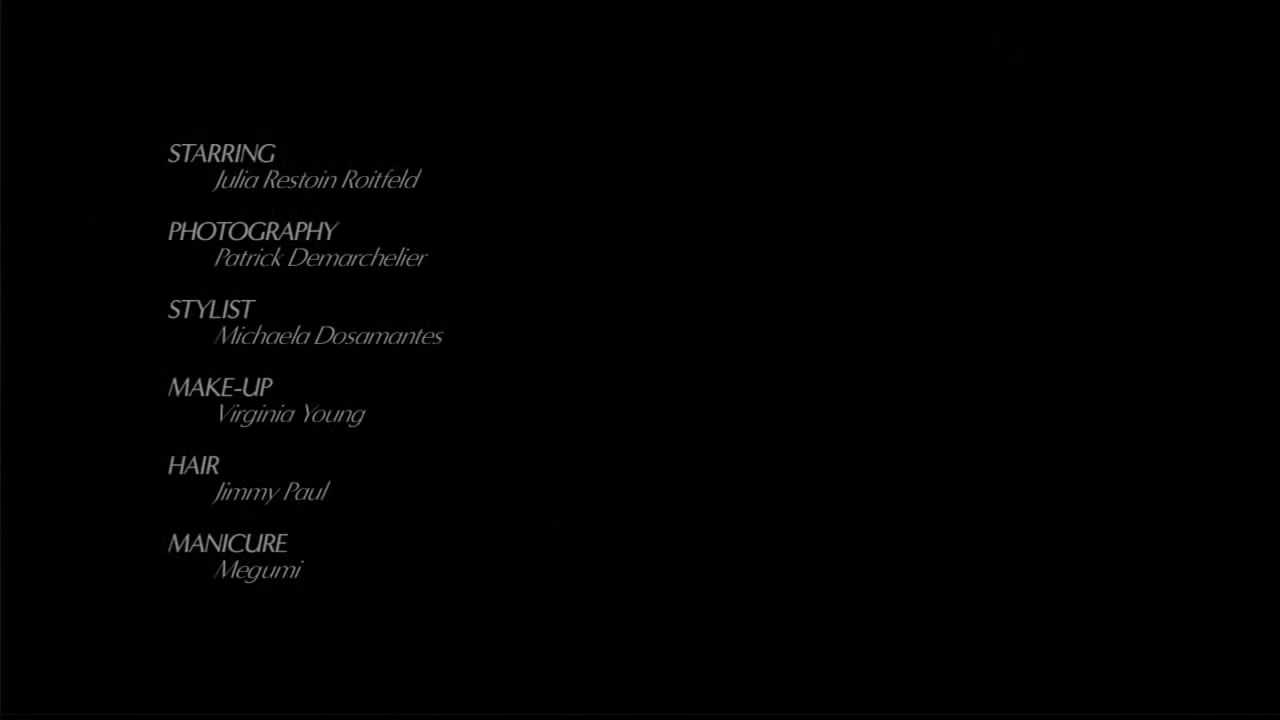 STARRING
Julia Restoin Roitfeld
PHOTOGRAPHY
Patrick Demarchelier
STYLIST
Michaela Dosamantes
MAKE-UP
Virginia Young
HAIR
Jimmy Paul
MANICURE
Megumi